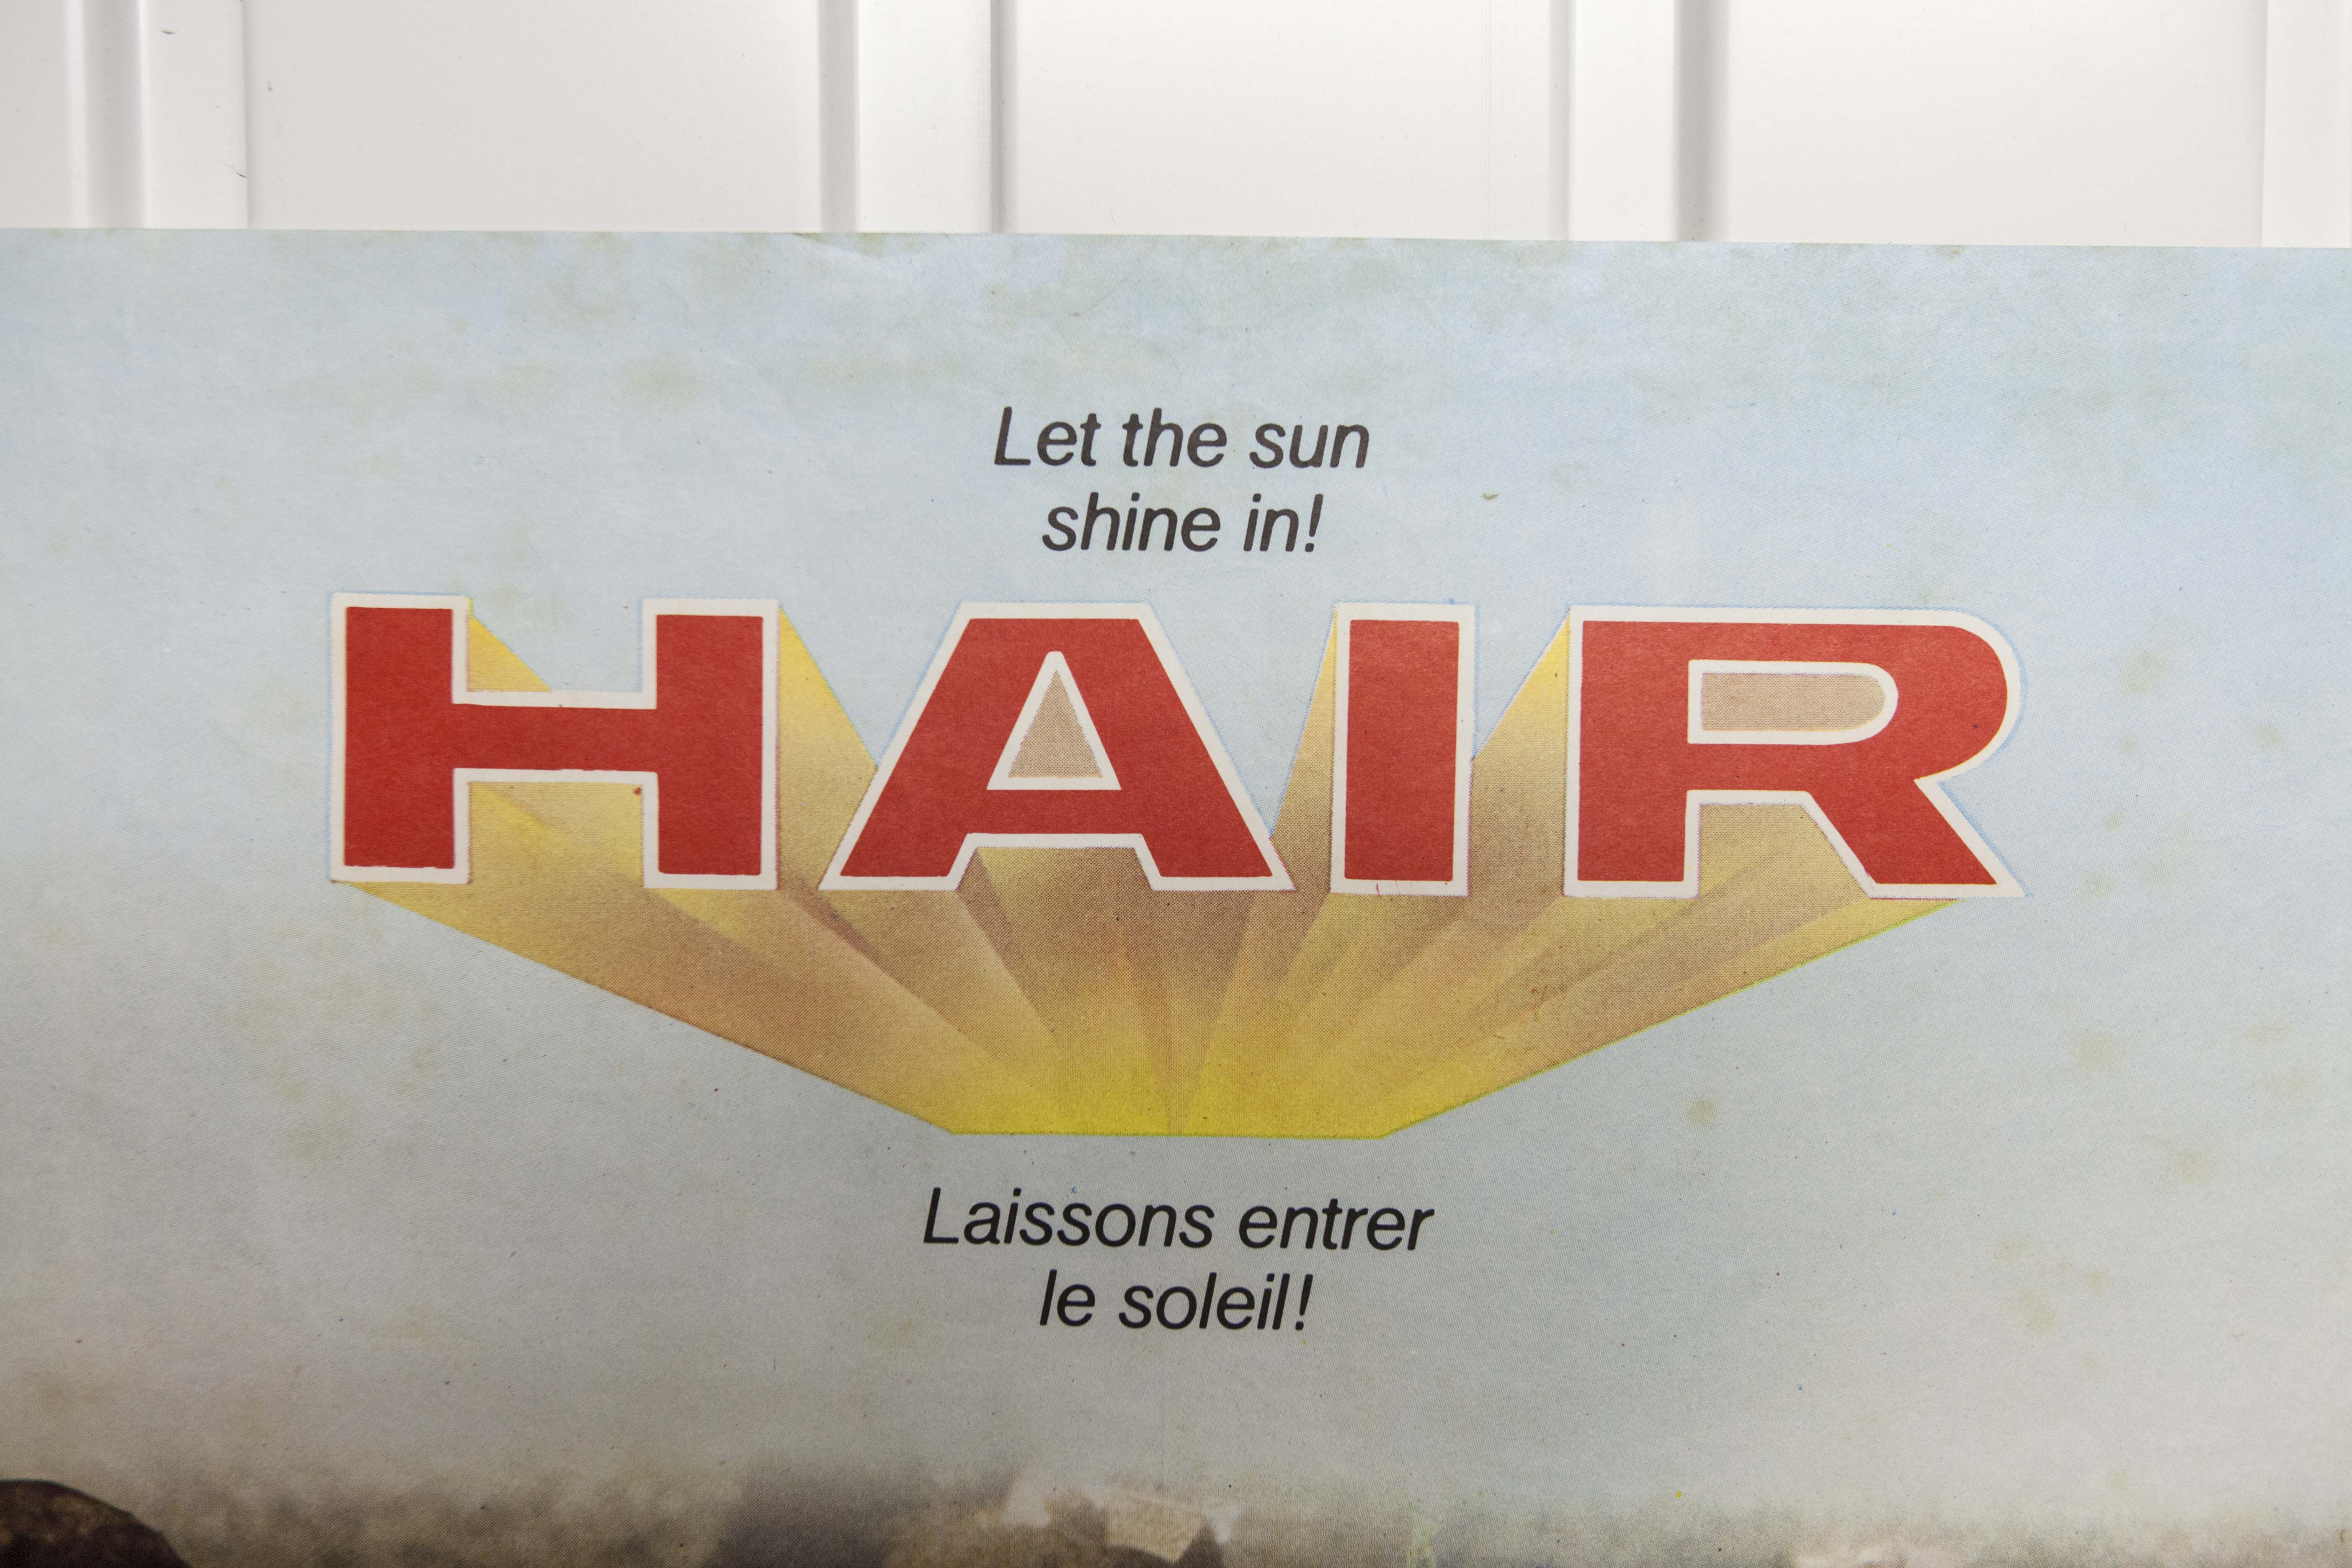 Let the sun
shine in!
HAIR
Laissons entrer
le soleil!